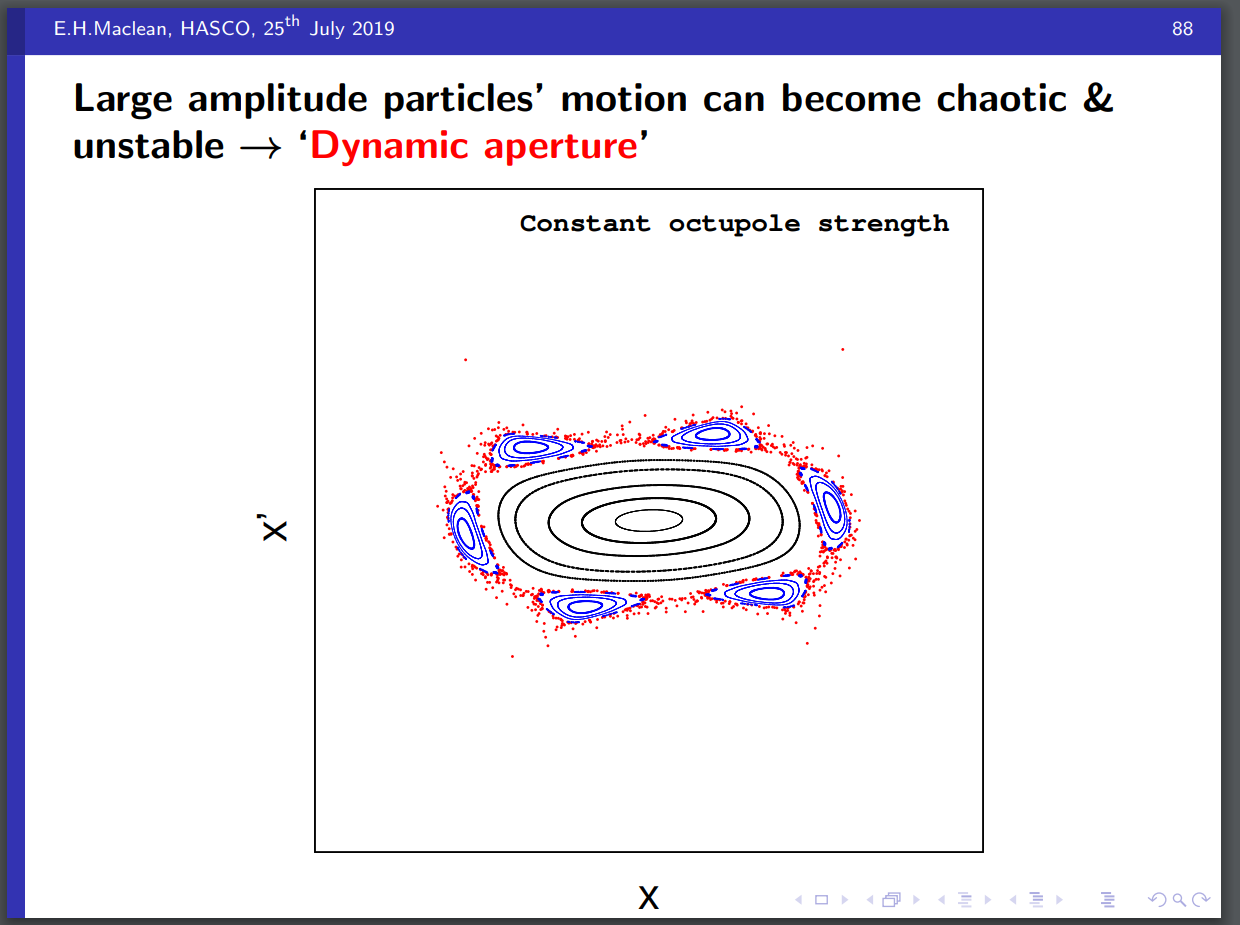 E.H.Maclean, HASCO, 25th July 2019
88
Large amplitude particles’ motion can become chaotic &
unstable → ‘Dynamic aperture’
Constant octupole strength
x’
x